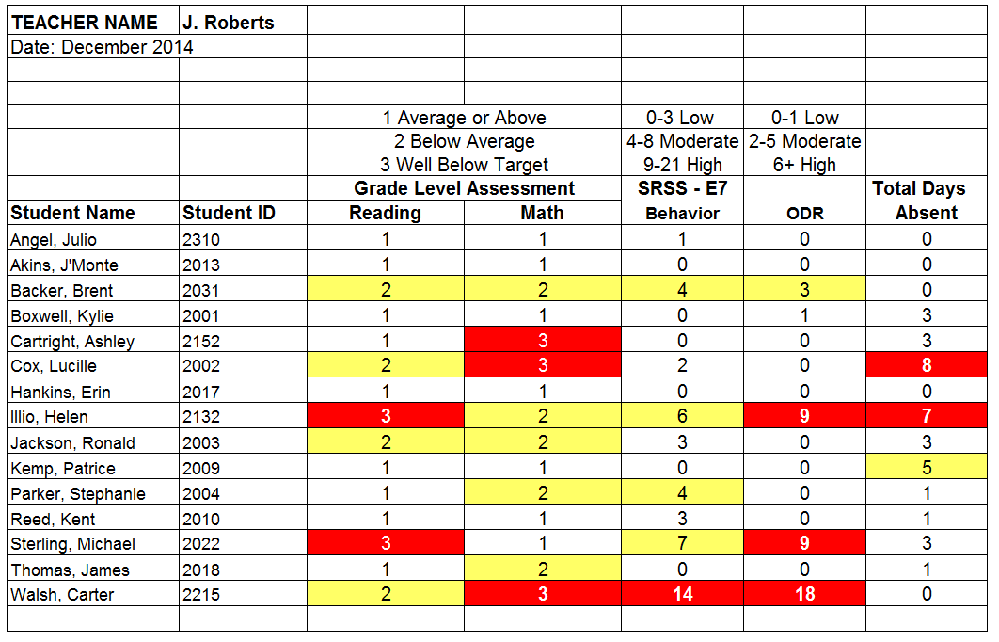 TEACHER NAME J. Roberts
Date: December 2014
1 Average or Above 0-3 Low 0-1 Low
2 Below Average 4-8 Moderate 2-5 Moderate
3 Well Below Target 9-21 High 6+ High
Grade Level Assessment SRSS - E7 Total Days
Student Name Student ID Reading Math Behavior ODR Absent
Angel, Julio 2310 1 1 1 0 0
Akins, J'Monte 2013 1 1 0 0 0
Backer, Brent 2031 2 2 4 3 0
Boxwell, Kylie 2001 1 1 0 1 3
Cartright, Ashley 2152 1 3 0 0 3
Cox, Lucille 2002 2 3 2 0 8
Hankins, Erin 2017 1 1 0 0 0
Illio, Helen 2132 3 2 6 9 7
Jackson, Ronald 2003 2 2 3 0 3
Kemp, Patrice 2009 1 1 0 0 5
Parker, Stephanie 2004 1 2 4 0 1
Reed, Kent 2010 1 1 3 0 1
Sterling, Michael 2022 3 1 7 9 3
Thomas, James 2018 1 2 0 0 1
Walsh, Carter 2215 2 3 14 18 0